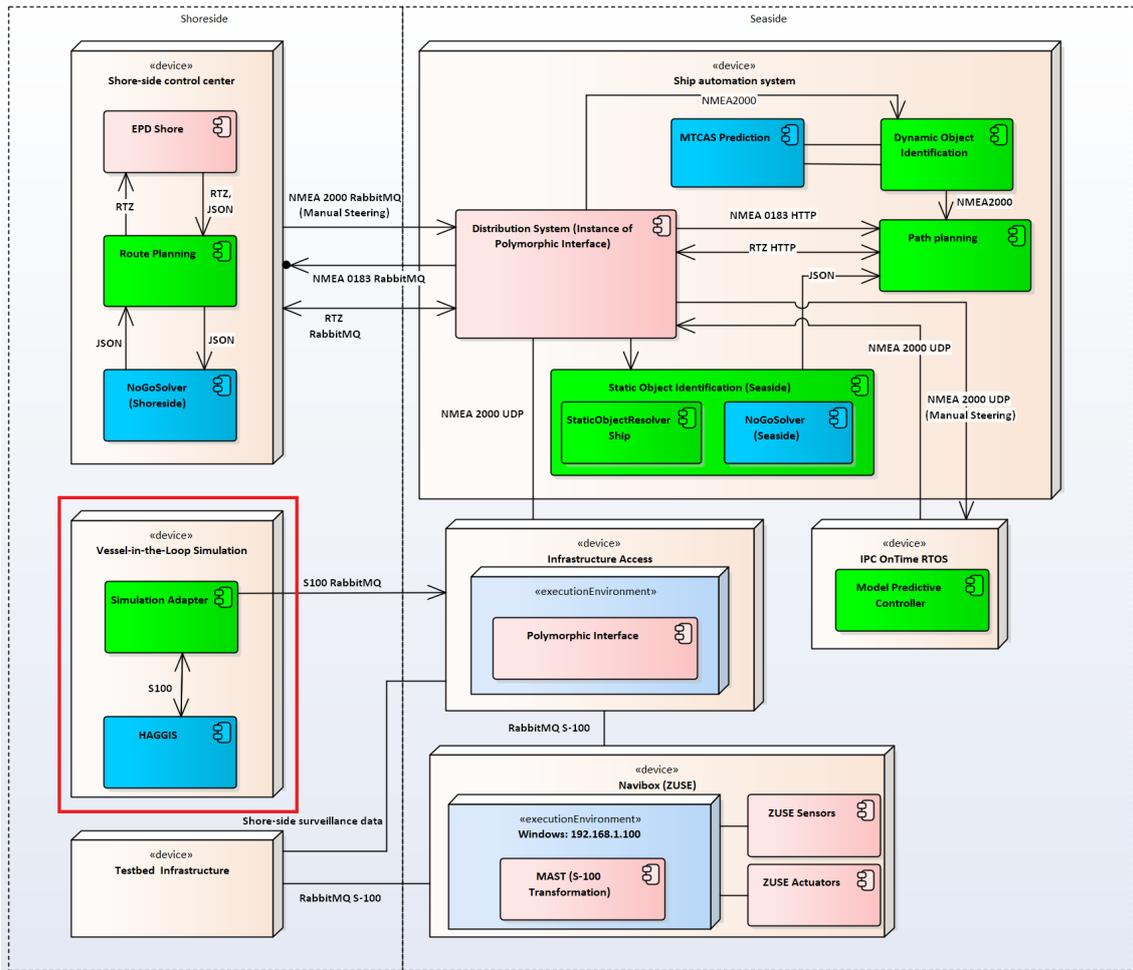 Shoreside
Seaside
«device»
Shore-side control center
EPD Shore
RTZ
RTZ,
JSON
Route Planning
JSON
JSON
NoGoSolver
(Shoreside)
NMEA 2000 RabbitMQ
(Manual Steering)
NMEA 0183 RabbitMQ
RTZ
RabbitMQ
«device»
Ship automation system
NMEA2000
MTCAS Prediction
Dynamic Object
Identification
NMEA2000
Distribution System (Instance of
Polymorphic Interface)
NMEA 0183 HTTP
RTZ HTTP
Path planning
JSON
NMEA 2000 UDP
NMEA 2000 UDP
NMEA 2000 UDP
(Manual Steering)
Static Object Identification (Seaside)
StaticObjectResolver
Ship
NoGoSolver
(Seaside)
«device»
Vessel-in-the-Loop Simulation
Simulation Adapter
S100
HAGGIS
S100 RabbitMQ
«device»
Infrastructure Access
«executionEnvironment»
Polymorphic Interface
«device»
IPC OnTime RTOS
Model Predictive
Controller
RabbitMQ S-100
Shore-side surveillance data
«device»
Testbed  Infrastructure
RabbitMQ S-100
«device»
Navibox (ZUSE)
«executionEnvironment»
Windows: 192.168.1.100
MAST (S-100
Transformation)
ZUSE Sensors
ZUSE Actuators